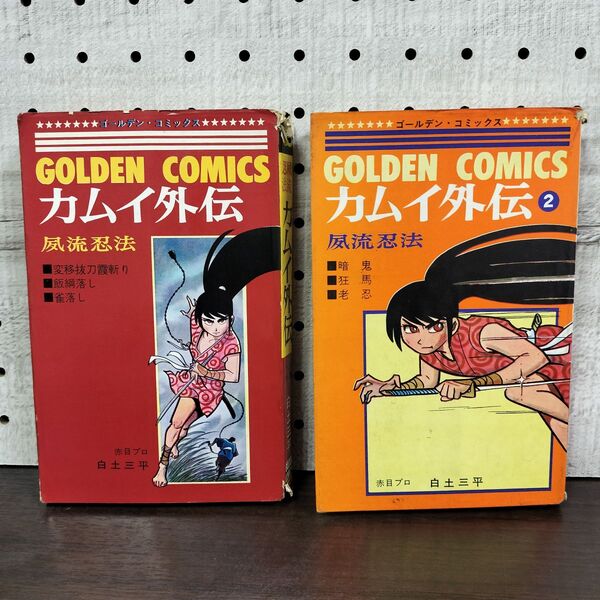 ★★★★★★★ゴールデン・コミックス★★★★★★★
GOLDEN COMICS
カムイ外伝
夙流忍法
■変移抜刀霞斬り
■飯綱落し
■雀落し
赤目プロ
白土三平
カムイ外伝
★★★★★★★ゴールデン・コミックス★★★★★★★
GOLDEN COMICS
カムイ外伝 2
夙流忍法
■暗鬼
■狂馬
■老忍
赤目プロ 白土三平